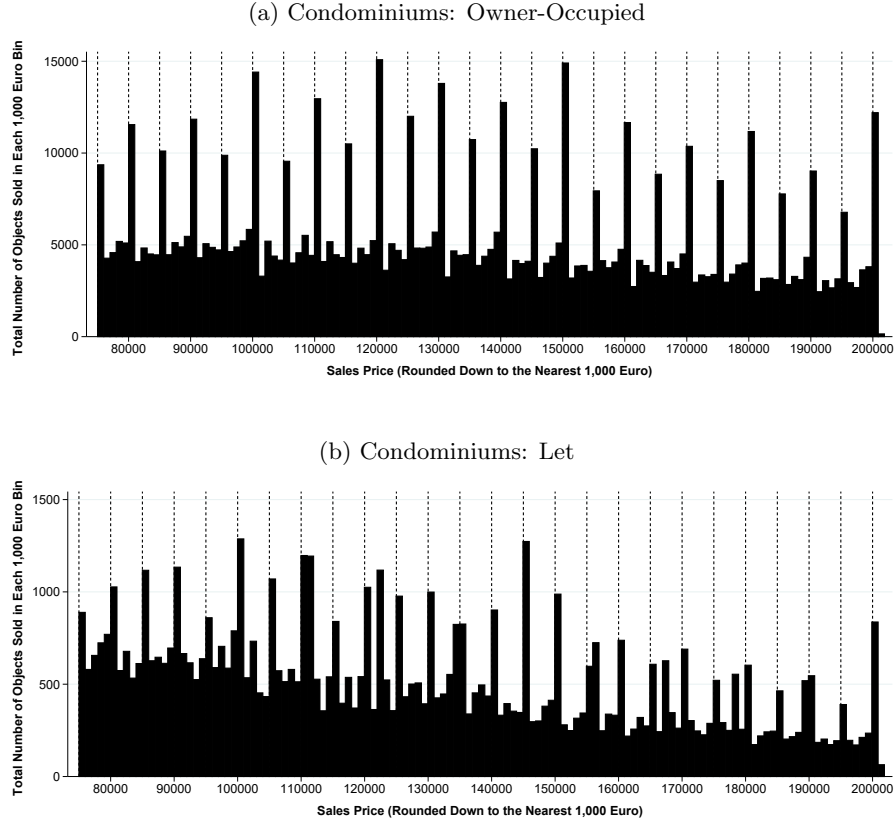 (a) Condominiums: Owner-Occupied
Total Number of Objects Sold in Each 1,000 Euro Bin
15000
10000
5000
0
80000 90000 100000 110000 120000 130000 140000 150000 160000 170000 180000 190000 200000
Sales Price (Rounded Down to the Nearest 1,000 Euro)
(b) Condominiums: Let
Total Number of Objects Sold in Each 1,000 Euro Bin
1500
1000
500
0
80000 90000 100000 110000 120000 130000 140000 150000 160000 170000 180000 190000 200000
Sales Price (Rounded Down to the Nearest 1,000 Euro)